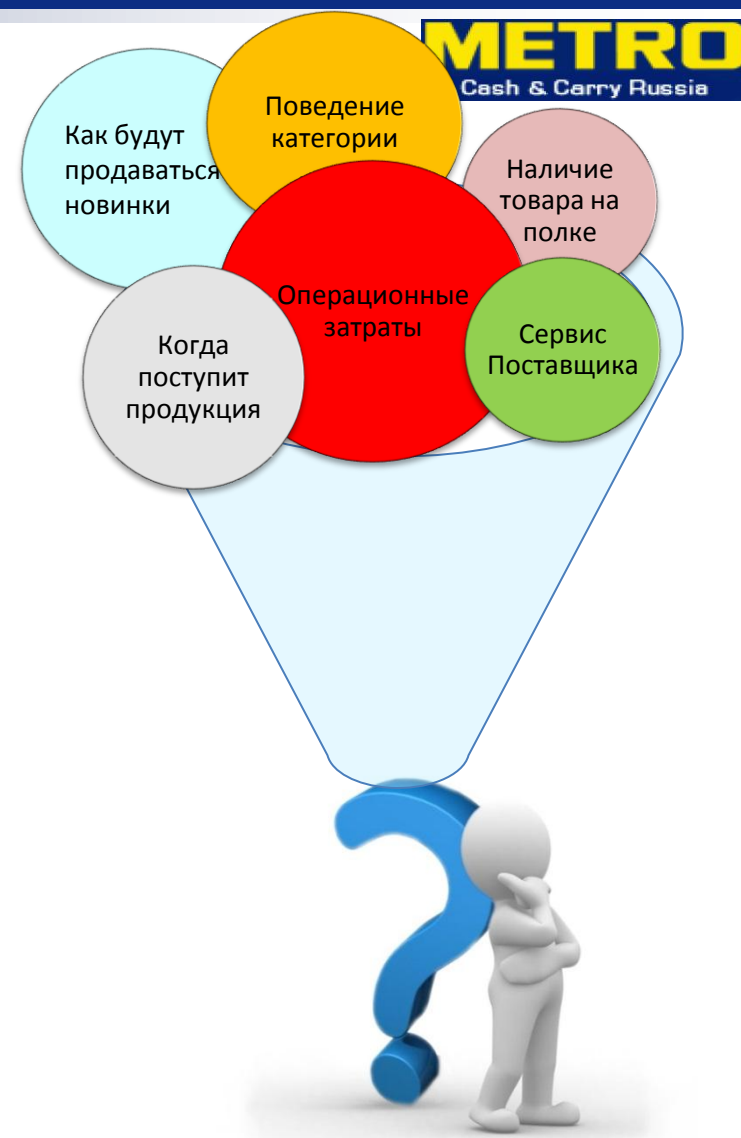 METRO
Cash & Carry Russia
Поведение
категории
Как будут
продаваться
новинки
Наличие
товара на
полке
Операционные
затраты
Сервис
Поставщика
Когда
поступит
продукция